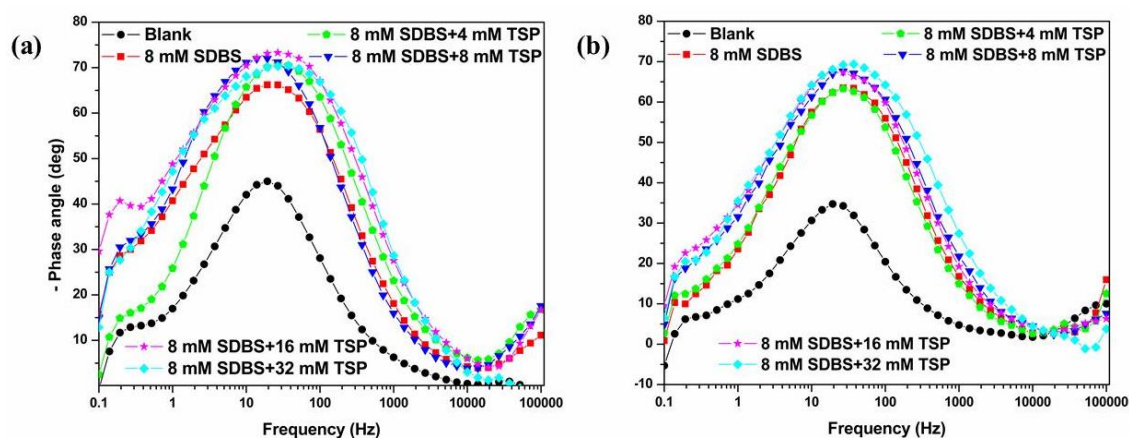 (a)
- Phase angle (deg)
80
70
60
50
40
30
20
10
0.1 1 10 100 1000 10000 100000
Frequency (Hz)
Blank
8 mM SDBS
8 mM SDBS+4 mM TSP
8 mM SDBS+8 mM TSP
8 mM SDBS+16 mM TSP
8 mM SDBS+32 mM TSP
(b)
- Phase angle (deg)
80
70
60
50
40
30
20
10
0
-10
0.1 1 10 100 1000 10000 100000
Frequency (Hz)
Blank
8 mM SDBS
8 mM SDBS+4 mM TSP
8 mM SDBS+8 mM TSP
8 mM SDBS+16 mM TSP
8 mM SDBS+32 mM TSP